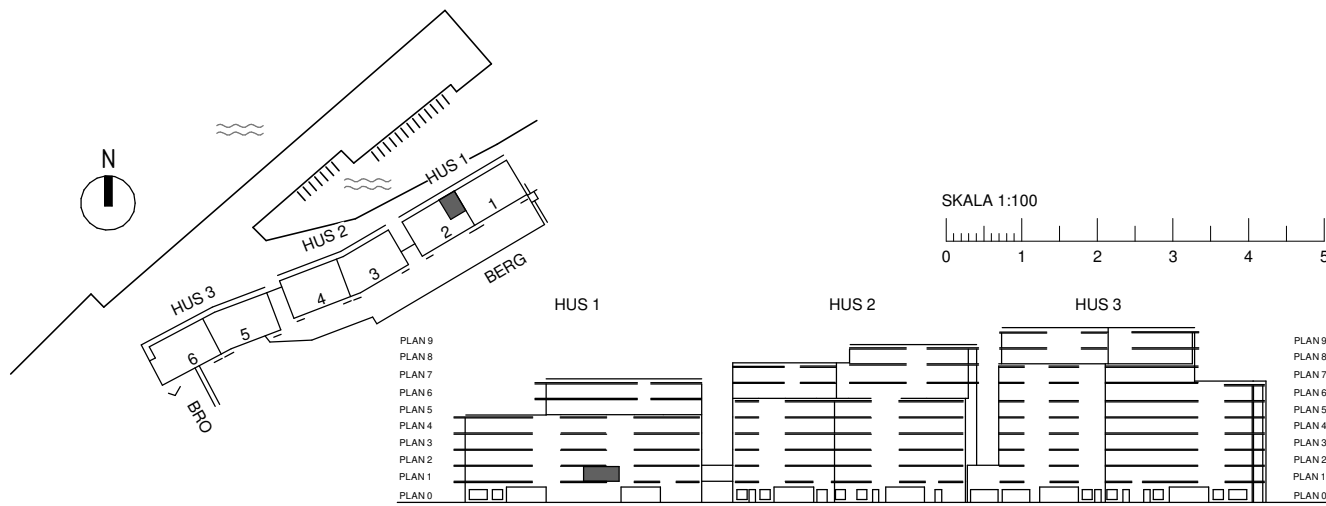 N
HUS 1
HUS 2
HUS 3
1
2
3
4
5
6
BERG
BRO
SKALA 1:100
0 1 2 3 4 5
HUS 1 HUS 2 HUS 3
PLAN 9 PLAN 9
PLAN 8 PLAN 8
PLAN 7 PLAN 7
PLAN 6 PLAN 6
PLAN 5 PLAN 5
PLAN 4 PLAN 4
PLAN 3 PLAN 3
PLAN 2 PLAN 2
PLAN 1 PLAN 1
PLAN 0 PLAN 0